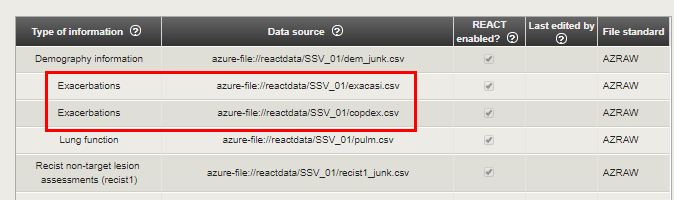 Type of information ? Data source ? REACT enabled? ? Last edited by ? File standard
Demography information azure-file://reactdata/SSV_01/dem_junk.csv AZRAW
Exacerbations azure-file://reactdata/SSV_01/exacasi.csv AZRAW
Exacerbations azure-file://reactdata/SSV_01/copdex.csv AZRAW
Lung function azure-file://reactdata/SSV_01/pulm.csv AZRAW
Recist non-target lesion
assessments (recist1) azure-file://reactdata/SSV_01/recist1_junk.csv AZRAW